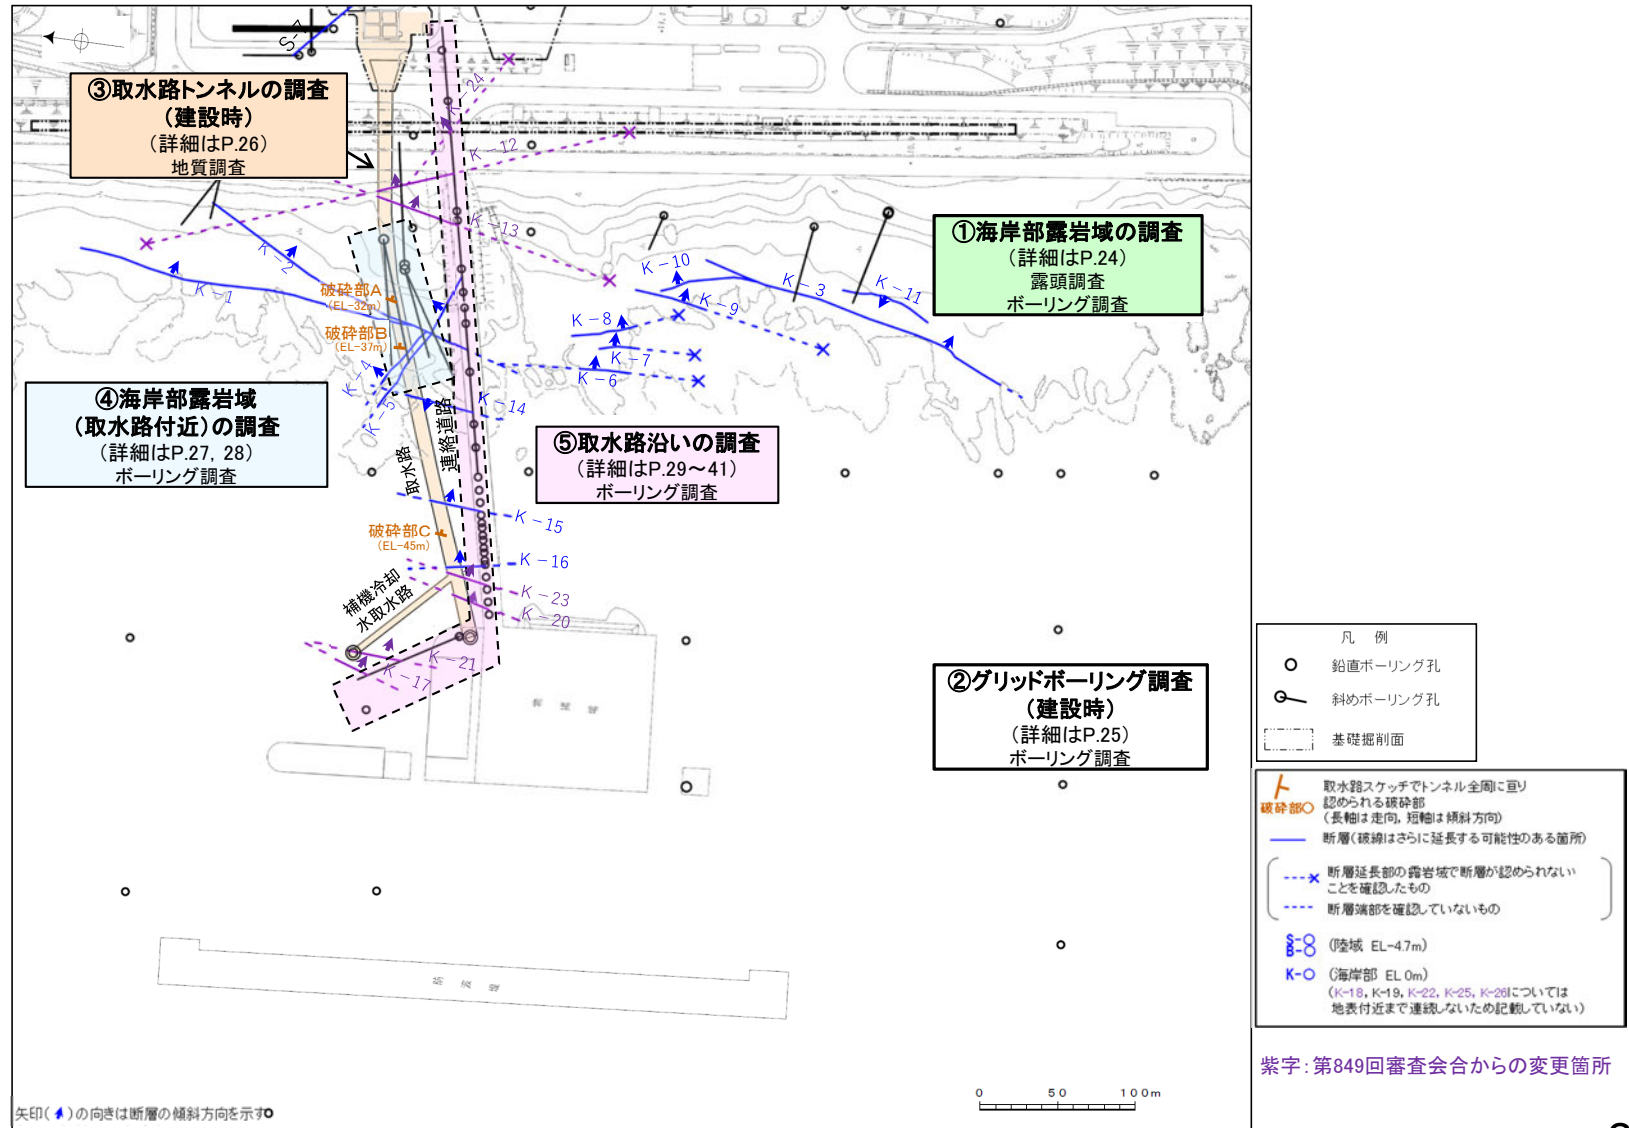 S-7
③取水路トンネルの調査
（建設時）
（詳細はP.26）
地質調査
K-24
K-12
K-13
①海岸部露岩域の調査
（詳細はP.24）
露頭調査
ボーリング調査
K-2
K-1
破砕部A
（EL-32m）
破砕部B
（EL-37m）
K-4
K-5
K-10
K-3
K-11
K-9
K-8
K-7
K-6
K-14
④海岸部露岩域
（取水路付近）の調査
（詳細はP.27, 28）
ボーリング調査
取水路
連絡道路
⑤取水路沿いの調査
（詳細はP.29～41）
ボーリング調査
K-15
破砕部C
（EL-45m）
K-16
補機冷却
水取水路
K-23
K-20
K-21
K-17
②グリッドボーリング調査
（建設時）
（詳細はP.25）
ボーリング調査
凡 例
鉛直ボーリング孔
斜めボーリング孔
基礎掘削面
破砕部○
取水路スケッチでトンネル全周に亘り
認められる破砕部
（長軸は走向, 短軸は傾斜方向）
断層（破線はさらに延長する可能性のある箇所）
断層延長部の露岩域で断層が認められない
ことを確認したもの
断層端部を確認していないもの
S-○
B-○
（陸域 EL-4.7m）
K-○ （海岸部 EL 0m）
（K-18, K-19, K-22, K-25, K-26については
地表付近まで連続しないため記載していない）
紫字：第849回審査会合からの変更箇所
0 50 100m
矢印( )の向きは断層の傾斜方向を示す